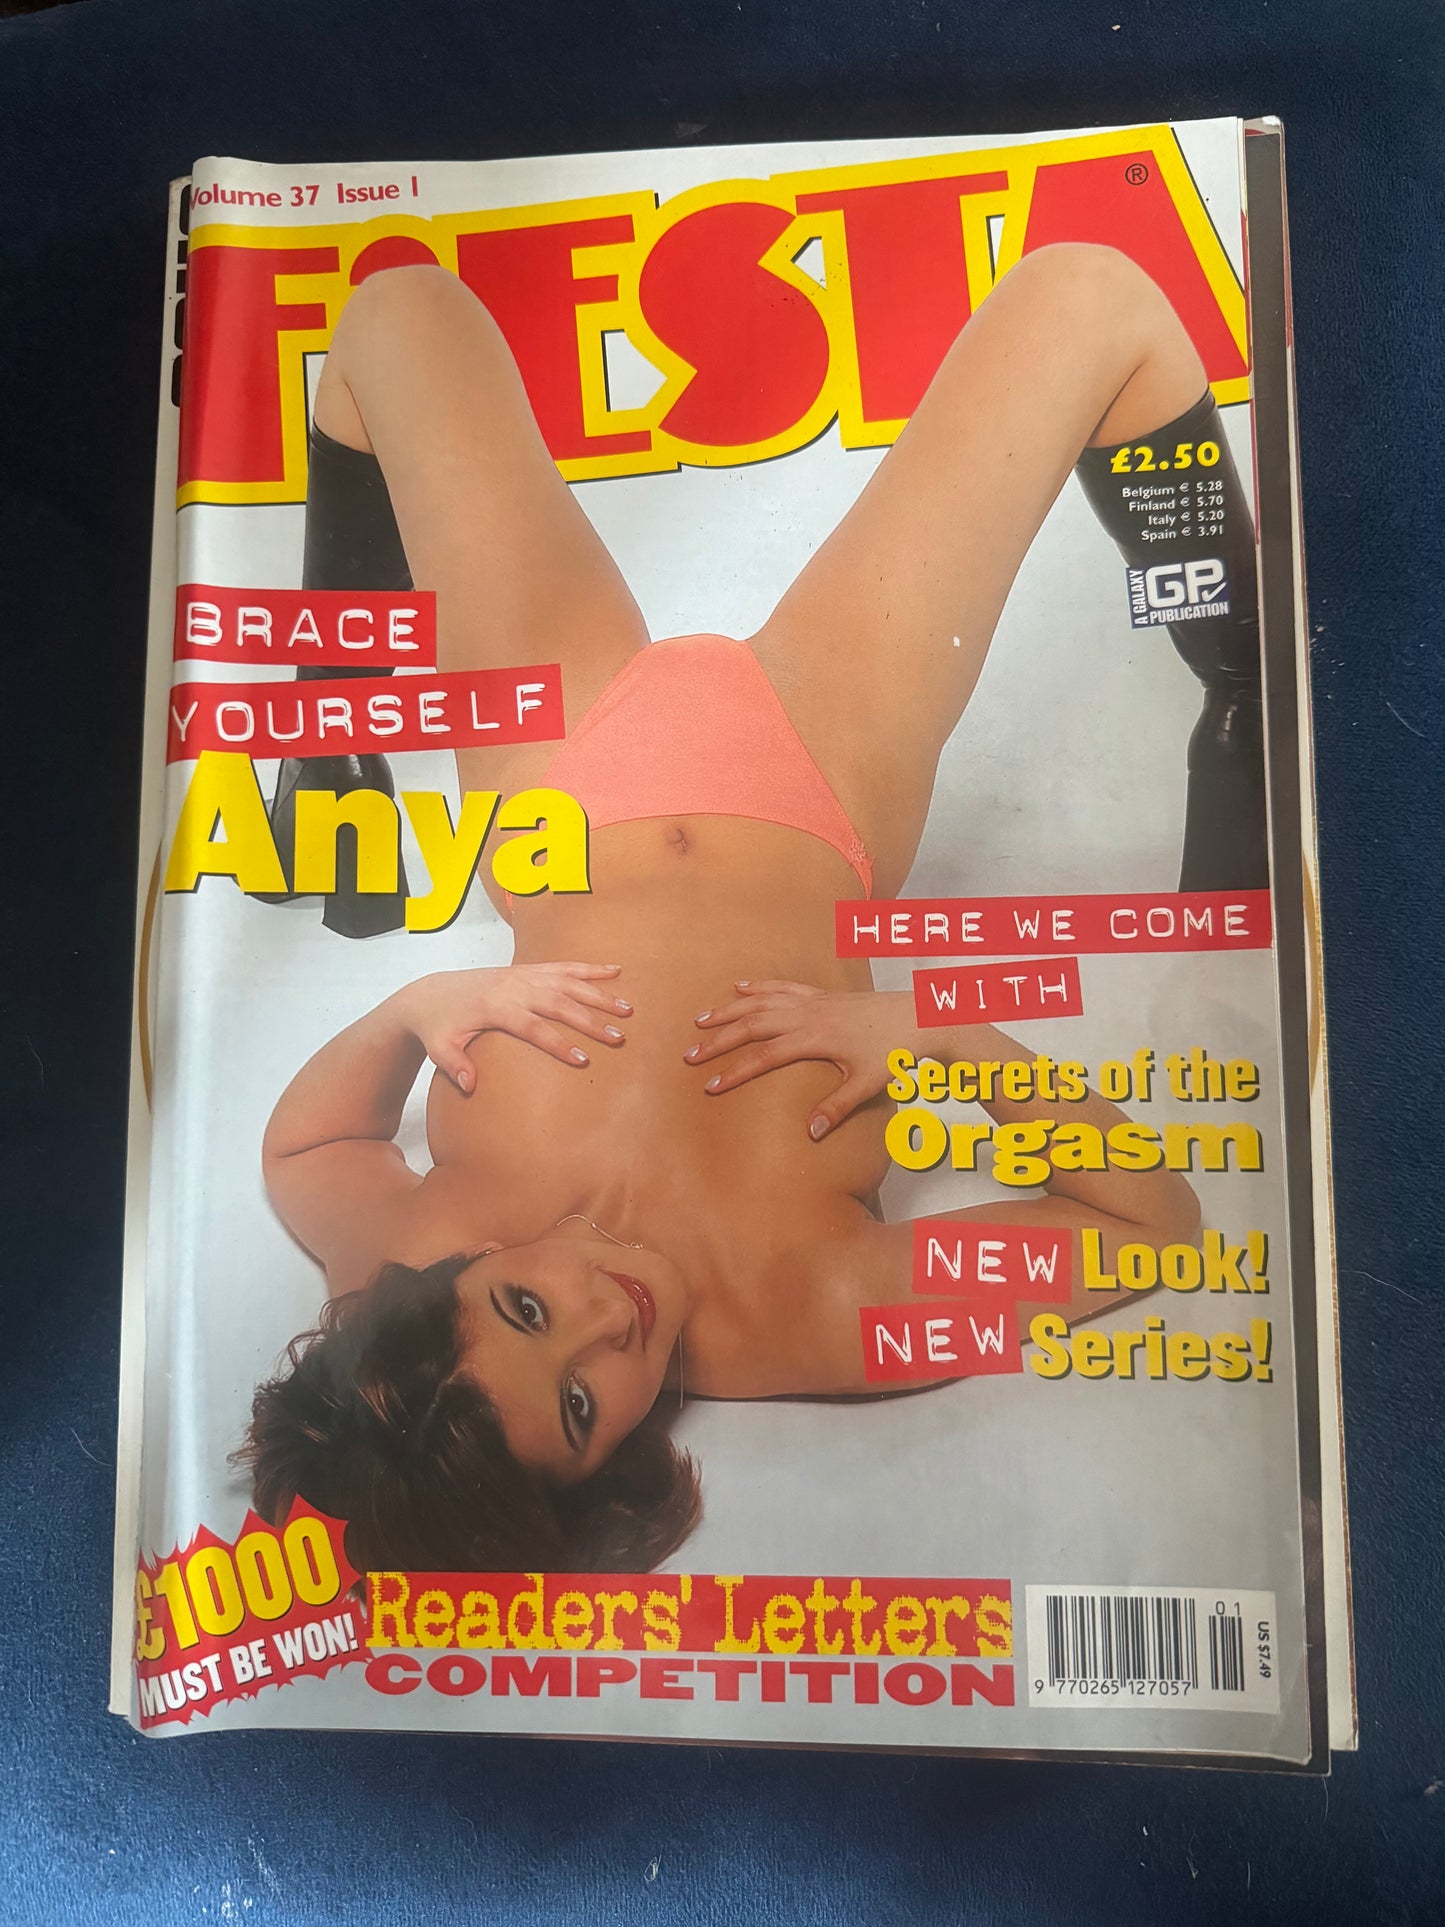 Volume 37 Issue 1
FIESTA®
£2.50
Belgium € 5.28
Finland € 5.70
Italy € 5.20
Spain € 3.91
A GALAXY
GP
PUBLICATION
BRACE
YOURSELF
Anya
HERE WE COME
WITH
Secrets of the
Orgasm
NEW Look!
NEW Series!
£1000
MUST BE WON!
Readers' Letters
COMPETITION
01
9 770265 127057
US $7.49